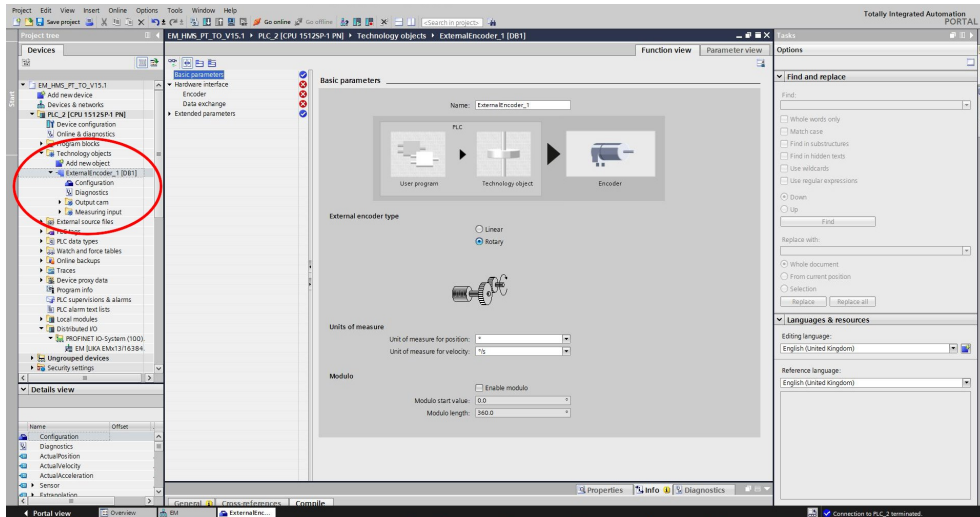 Project Edit View Insert Online Options Tools Window Help
Totally Integrated Automation
PORTAL
Save project
Go online
Go offline
<Search in project>
Project tree
EM_HMS_PT_TO_V15.1 ▸ PLC_2 [CPU 1512SP-1 PN] ▸ Technology objects ▸ ExternalEncoder_1 [DB1]
Tasks
Devices
Function view
Parameter view
Options
Start
EM_HMS_PT_TO_V15.1
Add new device
Devices & networks
PLC_2 [CPU 1512SP-1 PN]
Device configuration
Online & diagnostics
Program blocks
Technology objects
Add new object
ExternalEncoder_1 [DB1]
Configuration
Diagnostics
Output cam
Measuring input
External source files
PLC tags
PLC data types
Watch and force tables
Online backups
Traces
Device proxy data
Program info
PLC supervisions & alarms
PLC alarm text lists
Local modules
Distributed I/O
PROFINET IO-System (100)...
EM [LIKA EMx13/16384...
Ungrouped devices
Security settings
Details view
Name Offset
Configuration
Diagnostics
ActualPosition
ActualVelocity
ActualAcceleration
Sensor
Extrapolation
Basic parameters
Hardware interface
Encoder
Data exchange
Extended parameters
Basic parameters
Name: ExternalEncoder_1
PLC
User program
Technology object
Encoder
External encoder type
Linear
Rotary
Units of measure
Unit of measure for position: °
Unit of measure for velocity: °/s
Modulo
Enable modulo
Modulo start value: 0.0 °
Modulo length: 360.0 °
Find and replace
Find:
Whole words only
Match case
Find in substructures
Find in hidden texts
Use wildcards
Use regular expressions
Down
Up
Find
Replace with:
Whole document
From current position
Selection
Replace
Replace all
Languages & resources
Editing language:
English (United Kingdom)
Reference language:
English (United Kingdom)
Properties
Info
Diagnostics
General
Cross-references
Compile
Portal view
Overview
EM
ExternalEnc...
Connection to PLC_2 terminated.